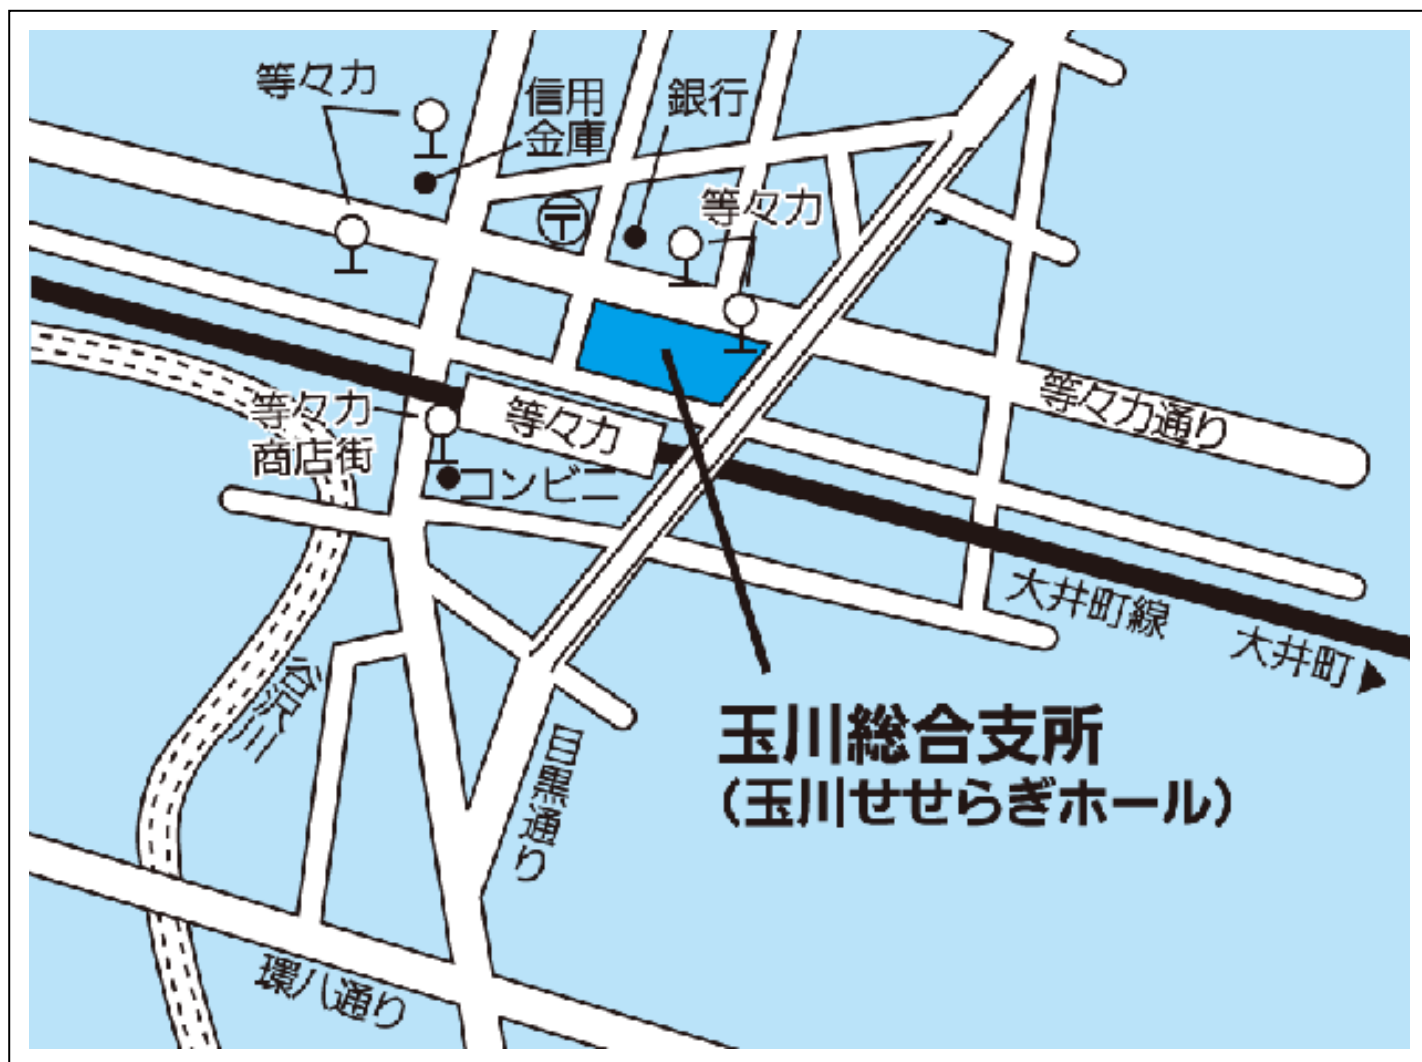 等々力
信用
金庫
銀行
〒
等々力
等々力
商店街
等々力
コンビニ
等々力通り
大井町線
大井町▶
谷沢川
目黒通り
玉川総合支所
(玉川せせらぎホール)
環八通り